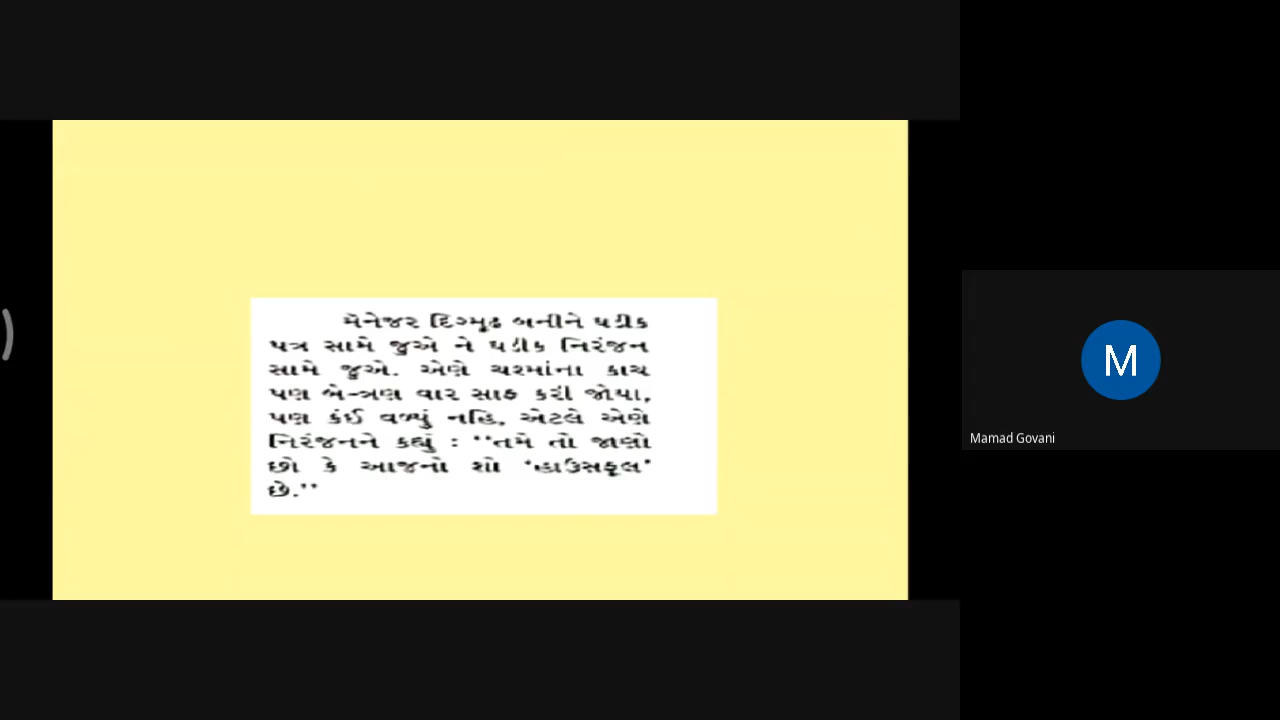 મેનેજર દિગ્મૂઢ બનીને ઘડીક
પત્ર સામે જુએ ને ઘડીક નિરંજન
સામે જુએ. એણે ચશ્માંના કાચ
પણ બે-ત્રણ વાર સાફ કરી જોયા,
પણ કંઈ વળ્યું નહિ, એટલે એણે
નિરંજનને કહ્યું : ''તમે તો જાણો
છો કે આજનો શો 'હાઉસફૂલ'
છે.''
M
Mamad Govani